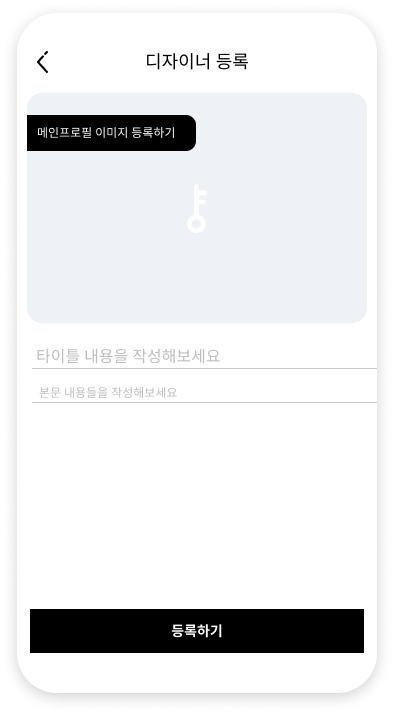 디자이너 등록
메인프로필 이미지 등록하기
타이틀 내용을 작성해보세요
본문 내용들을 작성해보세요
등록하기